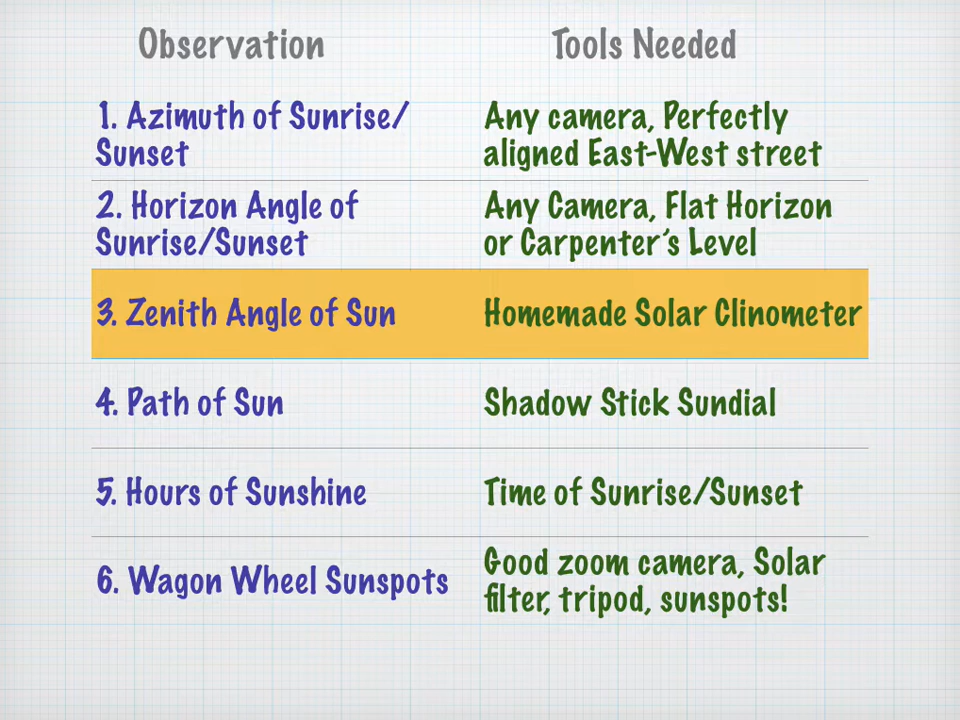 Observation Tools Needed
1. Azimuth of Sunrise/
Sunset
Any camera, Perfectly
aligned East-West street
2. Horizon Angle of
Sunrise/Sunset
Any Camera, Flat Horizon
or Carpenter's Level
3. Zenith Angle of Sun
Homemade Solar Clinometer
4. Path of Sun
Shadow Stick Sundial
5. Hours of Sunshine
Time of Sunrise/Sunset
6. Wagon Wheel Sunspots
Good zoom camera, Solar
filter, tripod, sunspots!